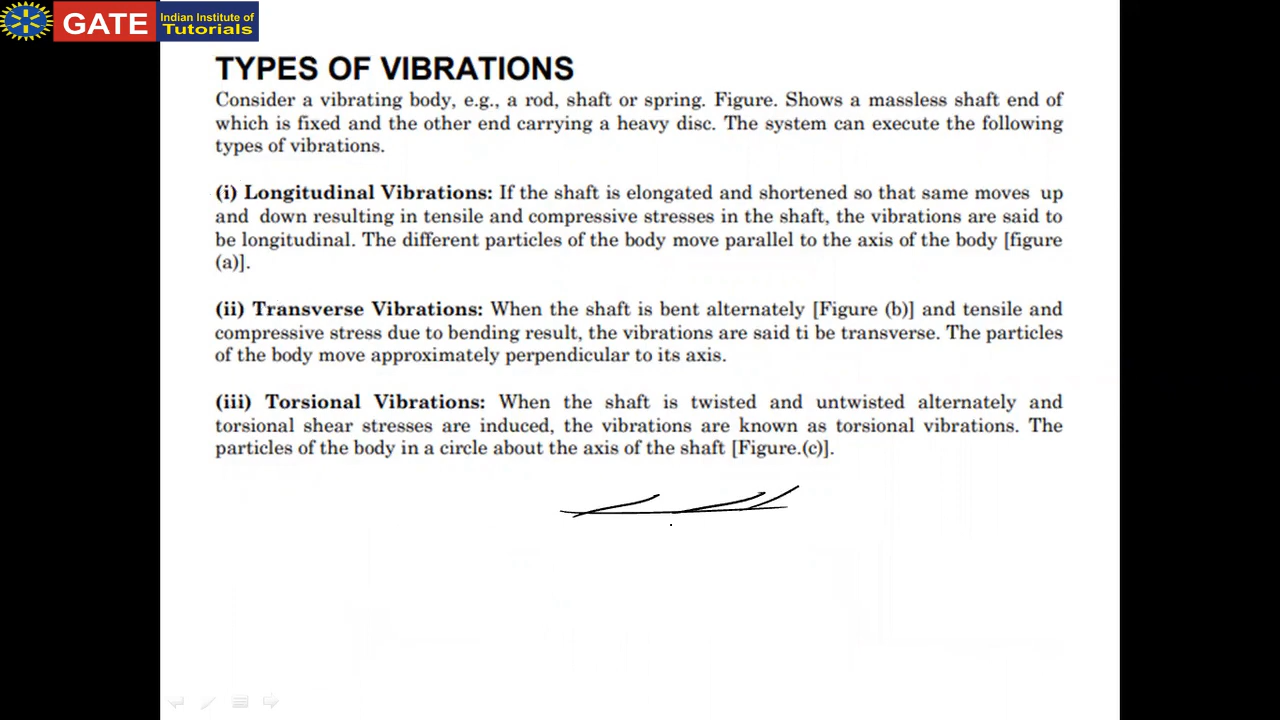 GATE
Indian Institute of
Tutorials
TYPES OF VIBRATIONS
Consider a vibrating body, e.g., a rod, shaft or spring. Figure. Shows a massless shaft end of
which is fixed and the other end carrying a heavy disc. The system can execute the following
types of vibrations.
(i) Longitudinal Vibrations: If the shaft is elongated and shortened so that same moves up
and down resulting in tensile and compressive stresses in the shaft, the vibrations are said to
be longitudinal. The different particles of the body move parallel to the axis of the body [figure
(a)].
(ii) Transverse Vibrations: When the shaft is bent alternately [Figure (b)] and tensile and
compressive stress due to bending result, the vibrations are said ti be transverse. The particles
of the body move approximately perpendicular to its axis.
(iii) Torsional Vibrations: When the shaft is twisted and untwisted alternately and
torsional shear stresses are induced, the vibrations are known as torsional vibrations. The
particles of the body in a circle about the axis of the shaft [Figure.(c)].